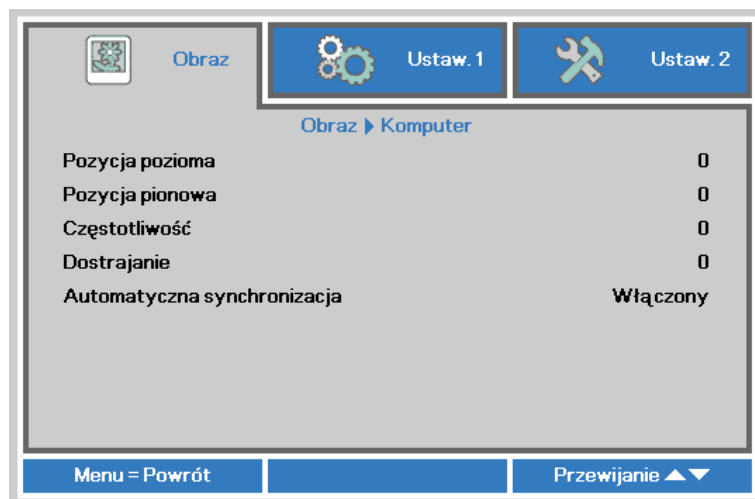 Obraz Ustaw. 1 Ustaw. 2
Obraz Komputer
Pozycja pozioma 0
Pozycja pionowa 0
Częstotliwość 0
Dostrajanie 0
Automatyczna synchronizacja Włączony
Menu = Powrót Przewijanie